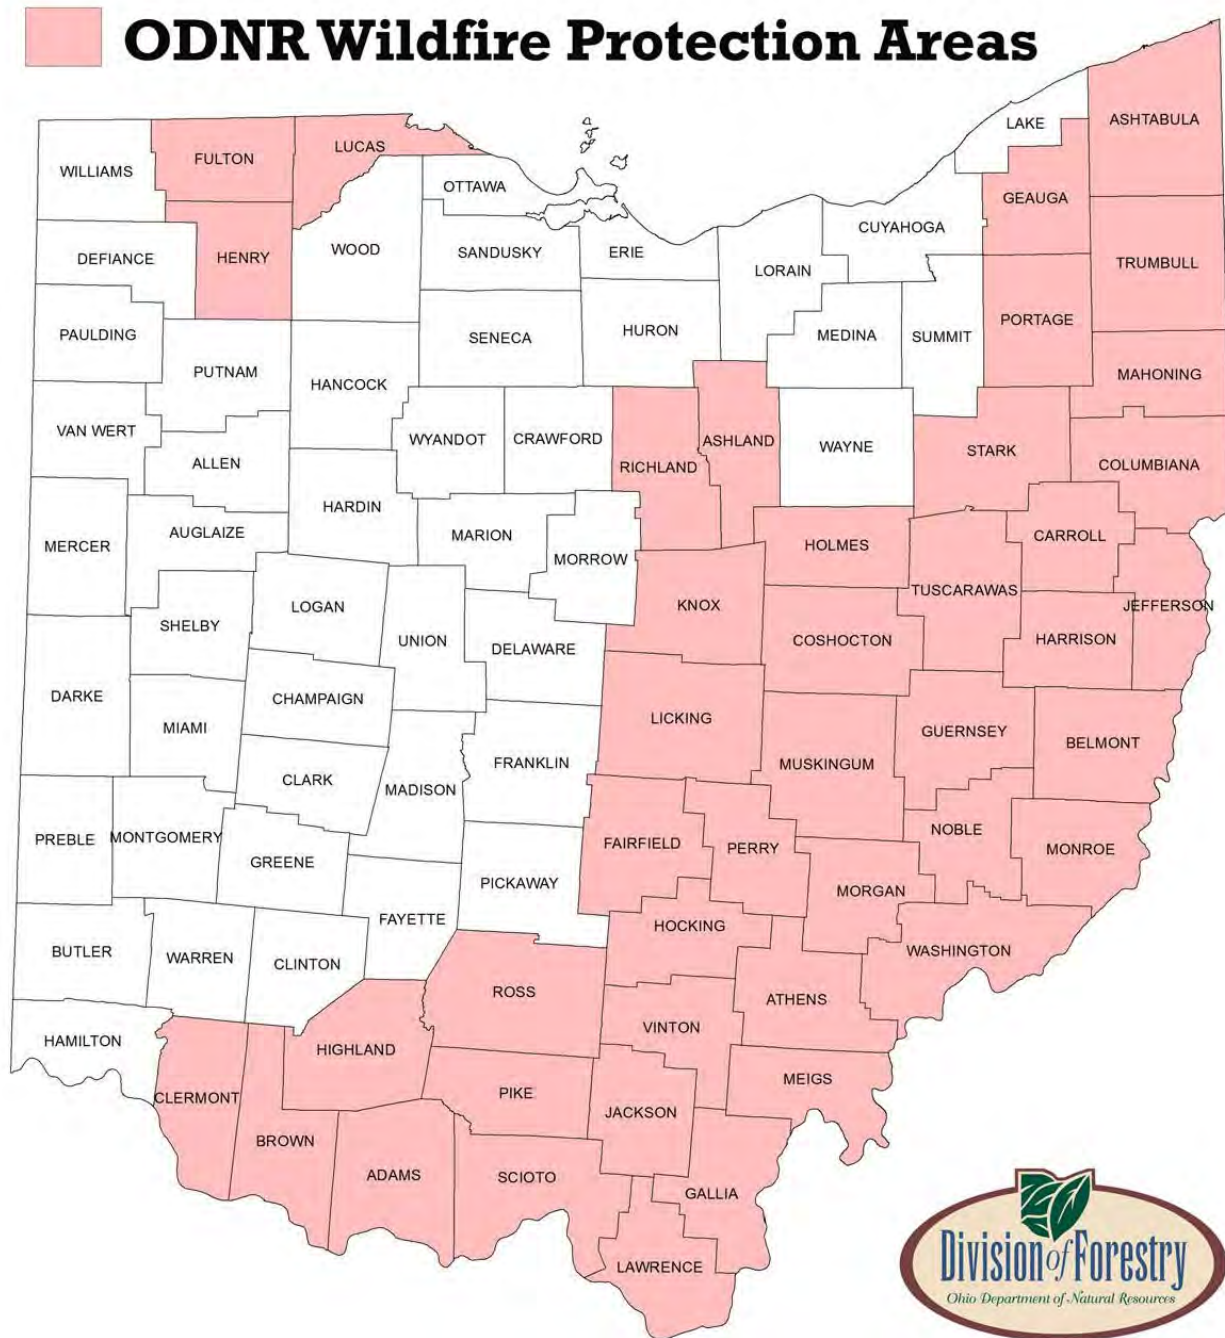 ODNR Wildfire Protection Areas
LAKE
ASHTABULA
LUCAS
FULTON
WILLIAMS
OTTAWA
GEAUGA
CUYAHOGA
WOOD
SANDUSKY
ERIE
DEFIANCE
HENRY
TRUMBULL
LORAIN
PORTAGE
HURON
PAULDING
SENECA
MEDINA
SUMMIT
PUTNAM
HANCOCK
MAHONING
VAN WERT
WYANDOT
CRAWFORD
ASHLAND
WAYNE
STARK
ALLEN
RICHLAND
COLUMBIANA
HARDIN
AUGLAIZE
MARION
CARROLL
MERCER
HOLMES
MORROW
TUSCARAWAS
LOGAN
KNOX
JEFFERSON
SHELBY
UNION
COSHOCTON
HARRISON
DELAWARE
DARKE
CHAMPAIGN
LICKING
MIAMI
GUERNSEY
BELMONT
FRANKLIN
MUSKINGUM
CLARK
MADISON
NOBLE
PREBLE
MONTGOMERY
FAIRFIELD
PERRY
MONROE
GREENE
PICKAWAY
MORGAN
FAYETTE
HOCKING
BUTLER
WARREN
CLINTON
WASHINGTON
ROSS
ATHENS
VINTON
HAMILTON
HIGHLAND
MEIGS
CLERMONT
PIKE
JACKSON
BROWN
ADAMS
SCIOTO
GALLIA
LAWRENCE
Division of Forestry
Ohio Department of Natural Resources